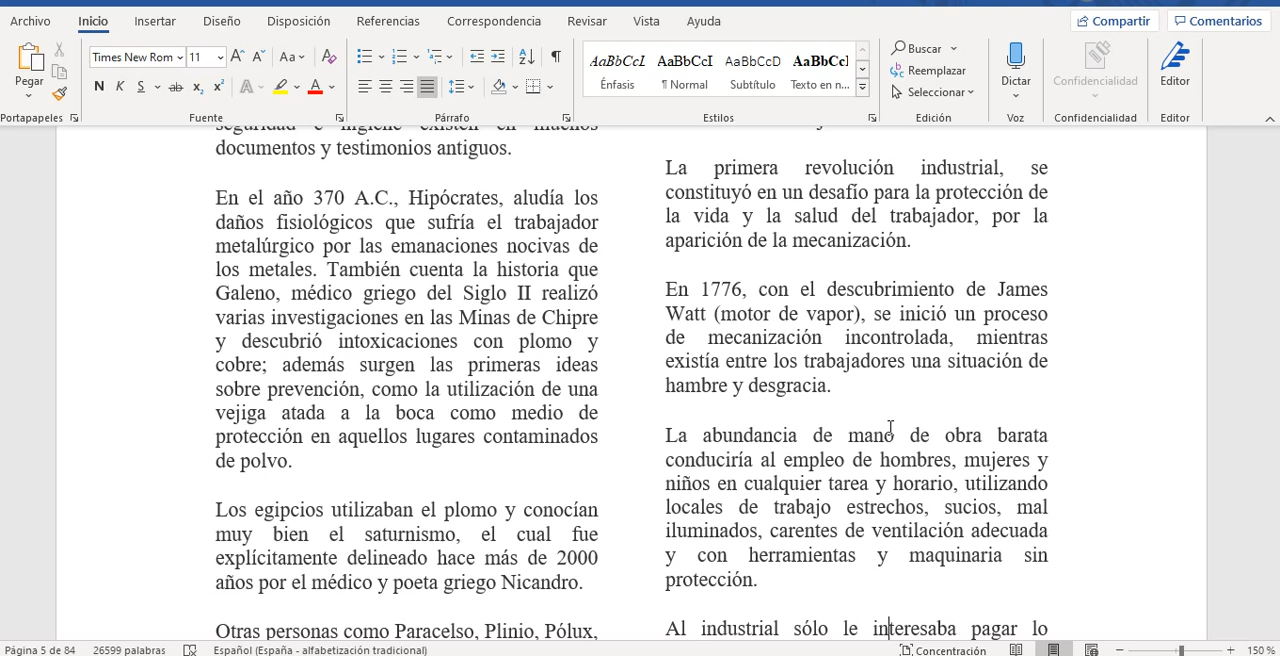 Archivo Inicio Insertar Diseño Disposición Referencias Correspondencia Revisar Vista Ayuda Compartir Comentarios
Times New Rom 11 Aa
AaBbCcI AaBbCcI AaBbCcD AaBbCcI
Buscar
Pegar
Reemplazar
Dictar Confidencialidad Editor
N K S ab x₂ x² A A
Énfasis ¶ Normal Subtítulo Texto en n...
Seleccionar
Portapapeles Fuente Párrafo Estilos Edición Voz Confidencialidad Editor
seguridad e higiene existen en muchos
documentos y testimonios antiguos.
En el año 370 A.C., Hipócrates, aludía los
daños fisiológicos que sufría el trabajador
metalúrgico por las emanaciones nocivas de
los metales. También cuenta la historia que
Galeno, médico griego del Siglo II realizó
varias investigaciones en las Minas de Chipre
y descubrió intoxicaciones con plomo y
cobre; además surgen las primeras ideas
sobre prevención, como la utilización de una
vejiga atada a la boca como medio de
protección en aquellos lugares contaminados
de polvo.
Los egipcios utilizaban el plomo y conocían
muy bien el saturnismo, el cual fue
explícitamente delineado hace más de 2000
años por el médico y poeta griego Nicandro.
Otras personas como Paracelso, Plinio, Pólux,
La primera revolución industrial, se
constituyó en un desafío para la protección de
la vida y la salud del trabajador, por la
aparición de la mecanización.
En 1776, con el descubrimiento de James
Watt (motor de vapor), se inició un proceso
de mecanización incontrolada, mientras
existía entre los trabajadores una situación de
hambre y desgracia.
La abundancia de mano de obra barata
conduciría al empleo de hombres, mujeres y
niños en cualquier tarea y horario, utilizando
locales de trabajo estrechos, sucios, mal
iluminados, carentes de ventilación adecuada
y con herramientas y maquinaria sin
protección.
Al industrial sólo le interesaba pagar lo
Página 5 de 84 26599 palabras Español (España - alfabetización tradicional) Concentración 150 %